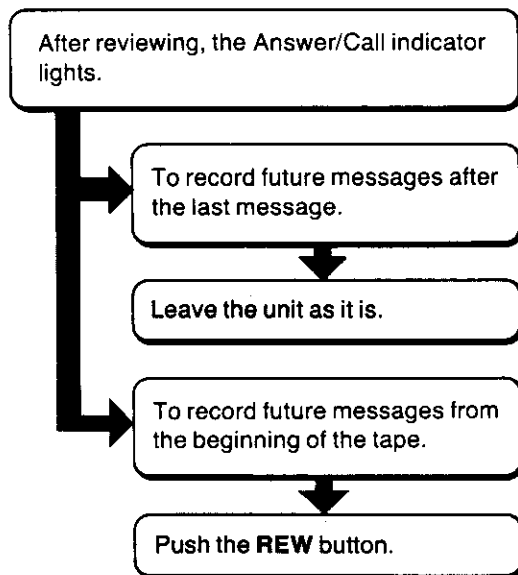 After reviewing, the Answer/Call indicator
lights.
To record future messages after
the last message.
Leave the unit as it is.
To record future messages from
the beginning of the tape.
Push the REW button.